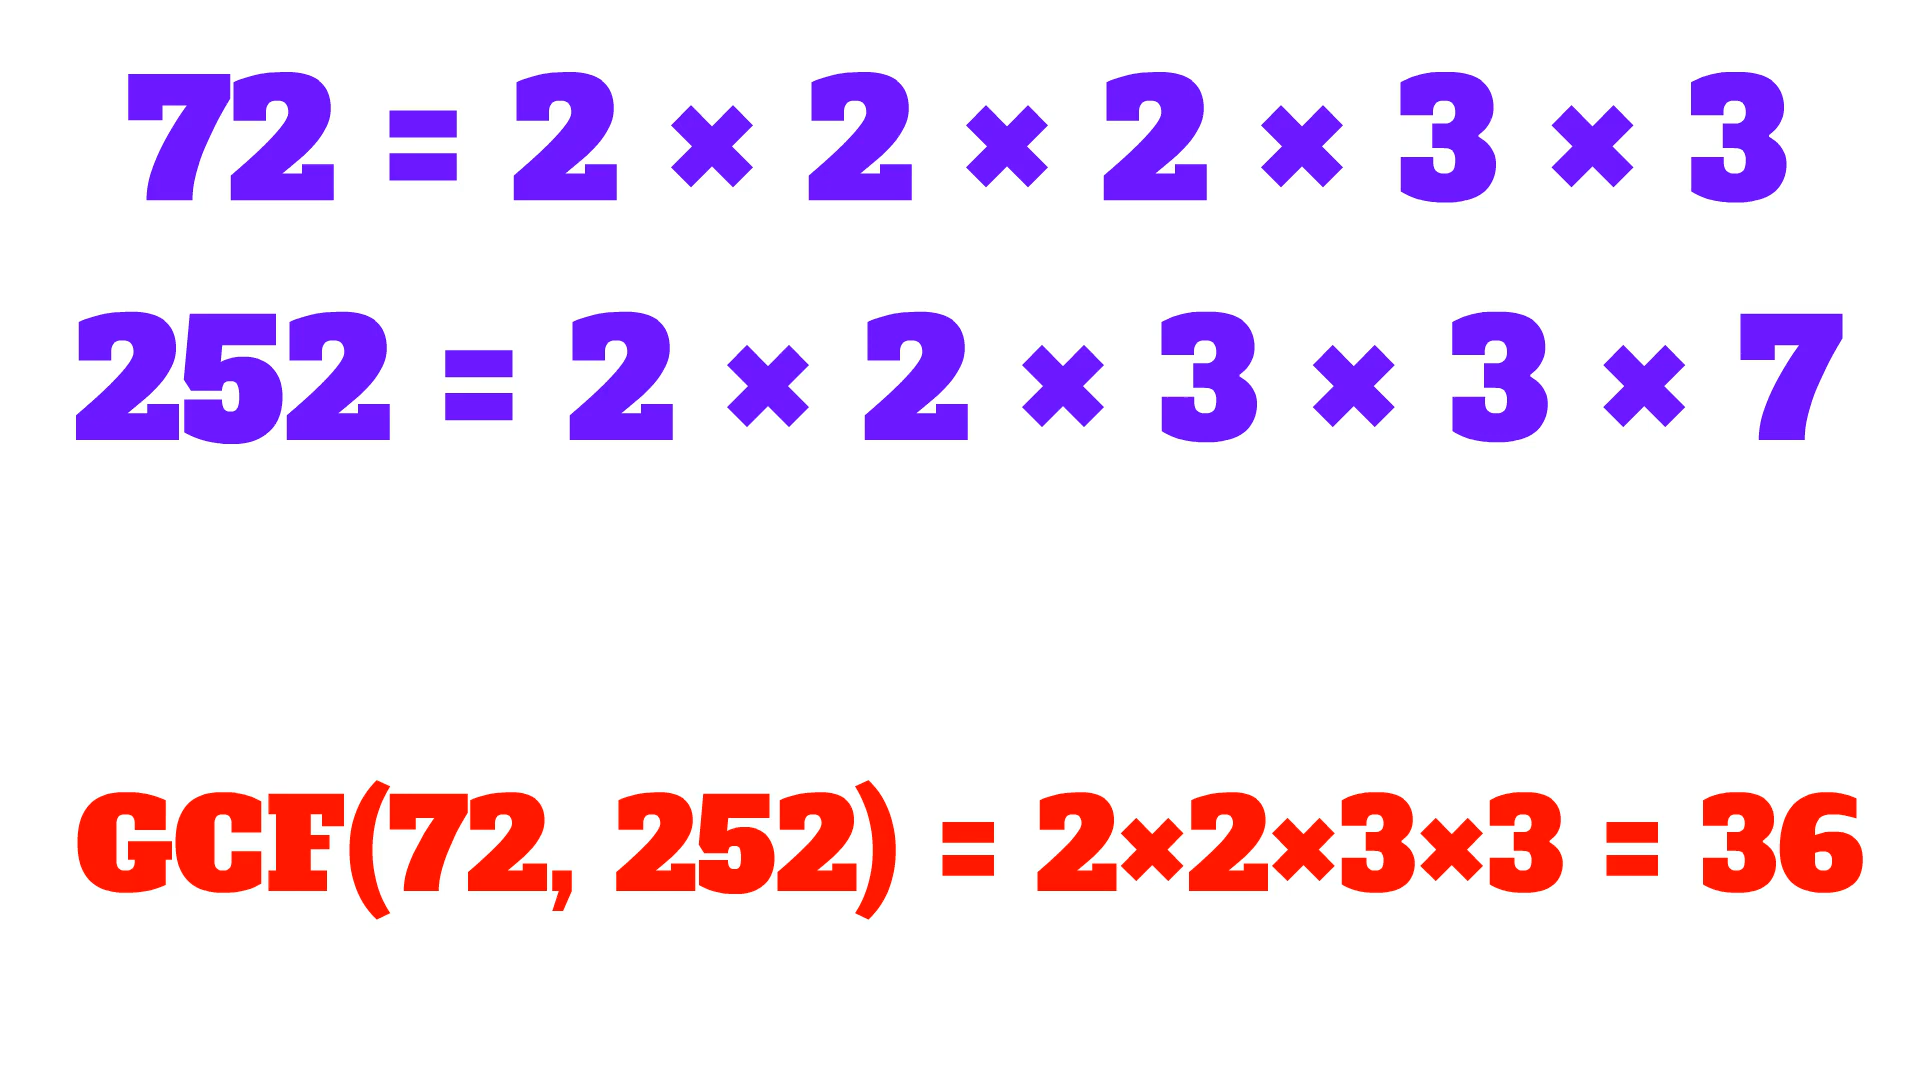 72 = 2 × 2 × 2 × 3 × 3
252 = 2 × 2 × 3 × 3 × 7
GCF(72, 252) = 2×2×3×3 = 36